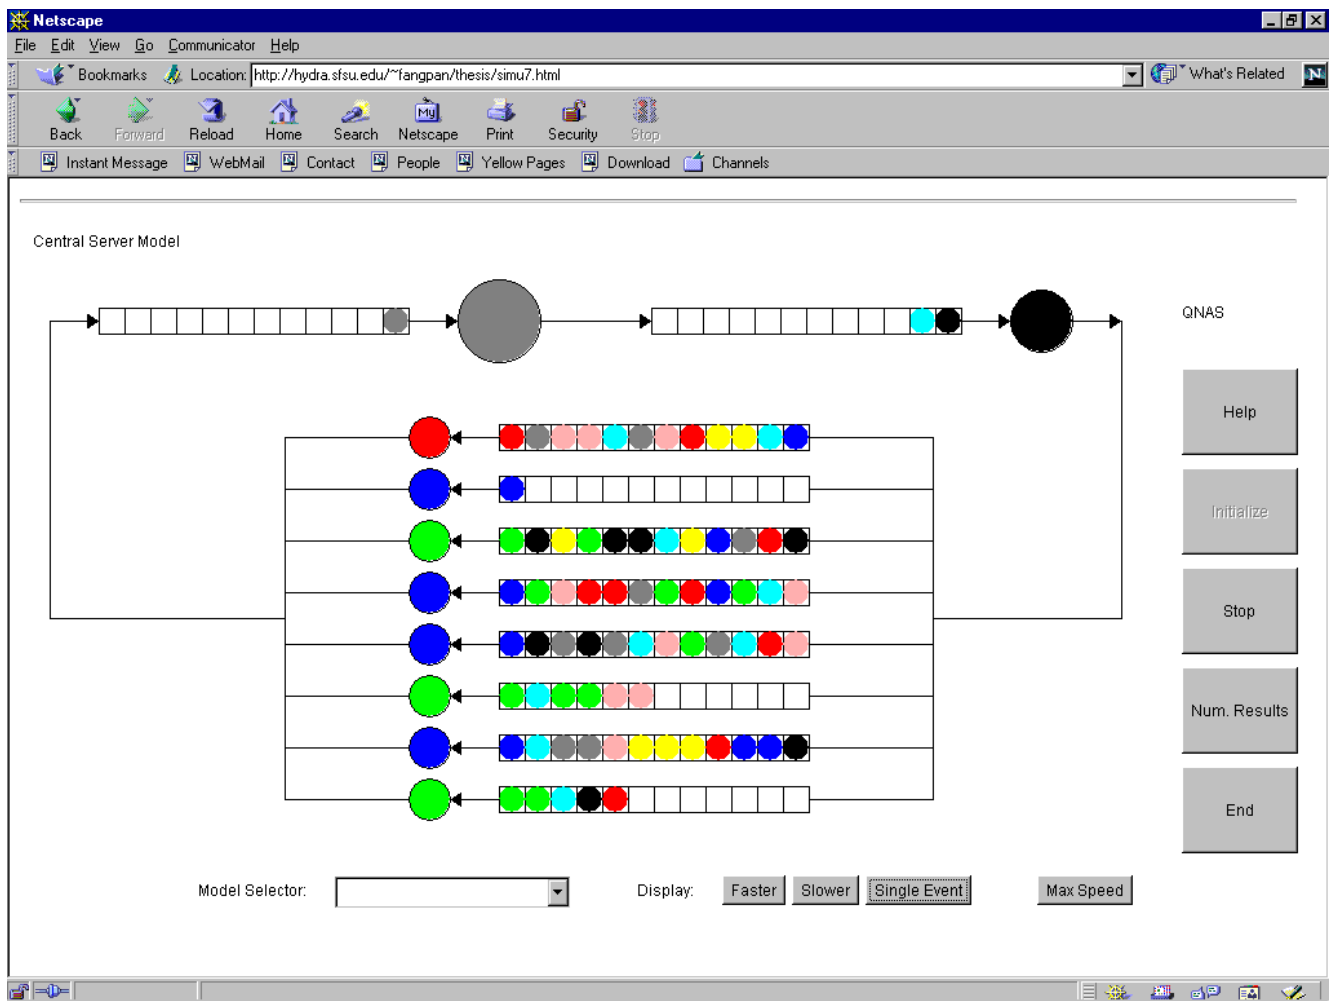 Netscape
File Edit View Go Communicator Help
Bookmarks Location: http://hydra.sfsu.edu/~fangpan/thesis/simu7.html What's Related N
My
Back Forward Reload Home Search Netscape Print Security Stop
Instant Message WebMail Contact People Yellow Pages Download Channels
Central Server Model
QNAS
Help
Initialize
Stop
Num. Results
End
Model Selector: Display: Faster Slower Single Event Max Speed